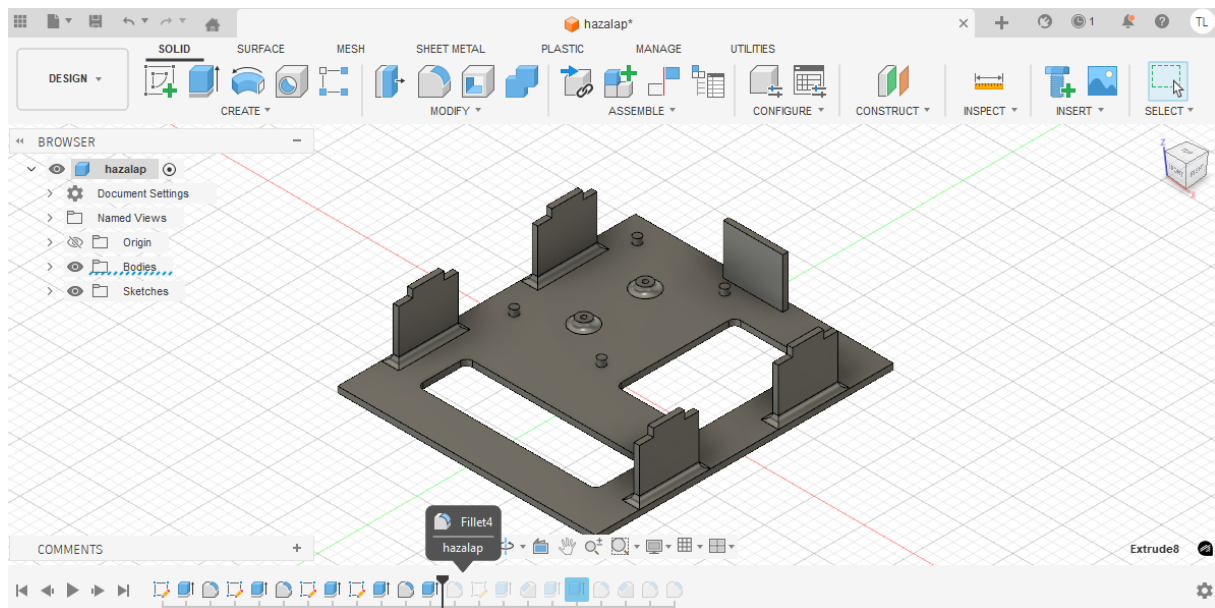 hazalap*
1
TL
DESIGN
SOLID
SURFACE
MESH
SHEET METAL
PLASTIC
MANAGE
UTILITIES
CREATE
MODIFY
ASSEMBLE
CONFIGURE
CONSTRUCT
INSPECT
INSERT
SELECT
BROWSER
hazalap
Document Settings
Named Views
Origin
Bodies
Sketches
Z
X
Fillet4
hazalap
COMMENTS
Extrude8